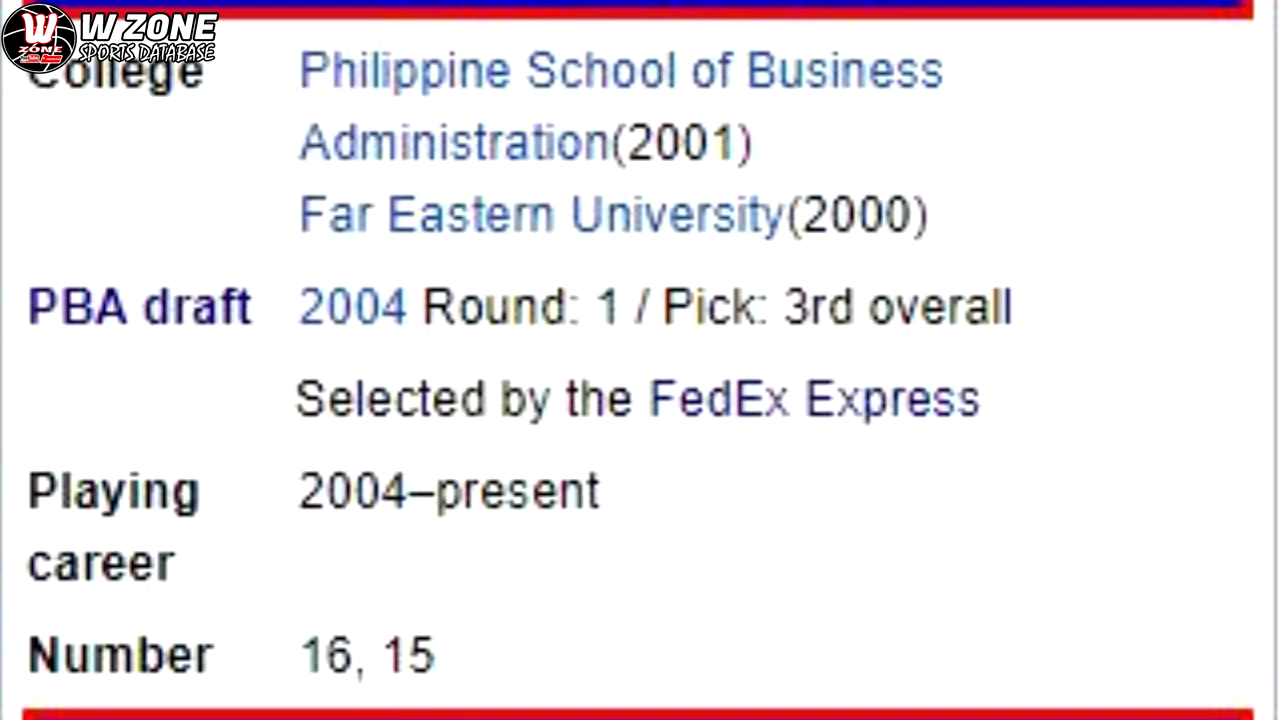 W ZONE
W
ZONE
SPORTS DATABASE
College
Philippine School of Business
Administration(2001)
Far Eastern University(2000)
PBA draft 2004 Round: 1 / Pick: 3rd overall
Selected by the FedEx Express
Playing 2004–present
career
Number 16, 15